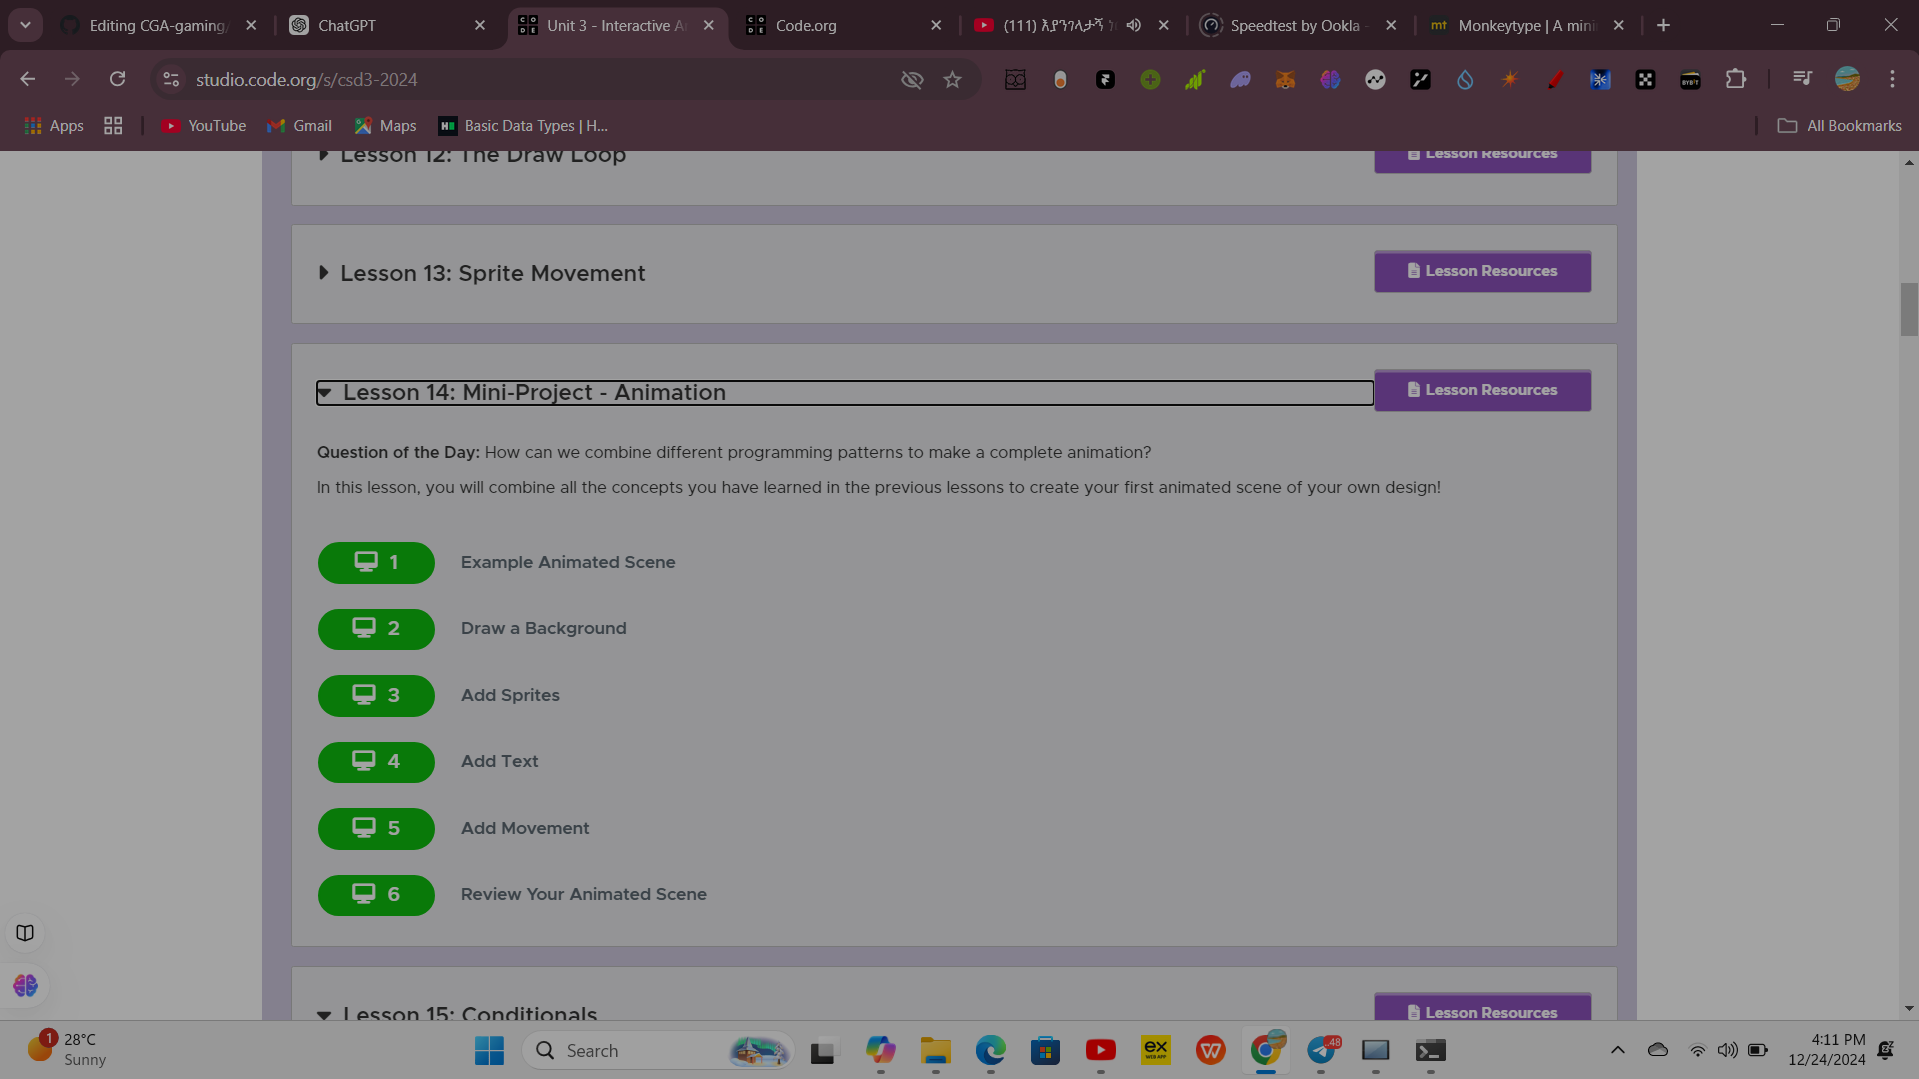 Editing CGA-gaming/
ChatGPT
Unit 3 - Interactive A
Code.org
(111) እያንገላታኝ
Speedtest by Ookla -
Monkeytype | A mini
studio.code.org/s/csd3-2024
Apps
YouTube
Gmail
Maps
Basic Data Types | H...
All Bookmarks
Lesson 12: The Draw Loop
Lesson Resources
Lesson 13: Sprite Movement
Lesson Resources
Lesson 14: Mini-Project - Animation
Lesson Resources
Question of the Day: How can we combine different programming patterns to make a complete animation?
In this lesson, you will combine all the concepts you have learned in the previous lessons to create your first animated scene of your own design!
1 Example Animated Scene
2 Draw a Background
3 Add Sprites
4 Add Text
5 Add Movement
6 Review Your Animated Scene
Lesson 15: Conditionals
Lesson Resources
1
28°C
Sunny
Search
ex
WEB APP
48
4:11 PM
12/24/2024